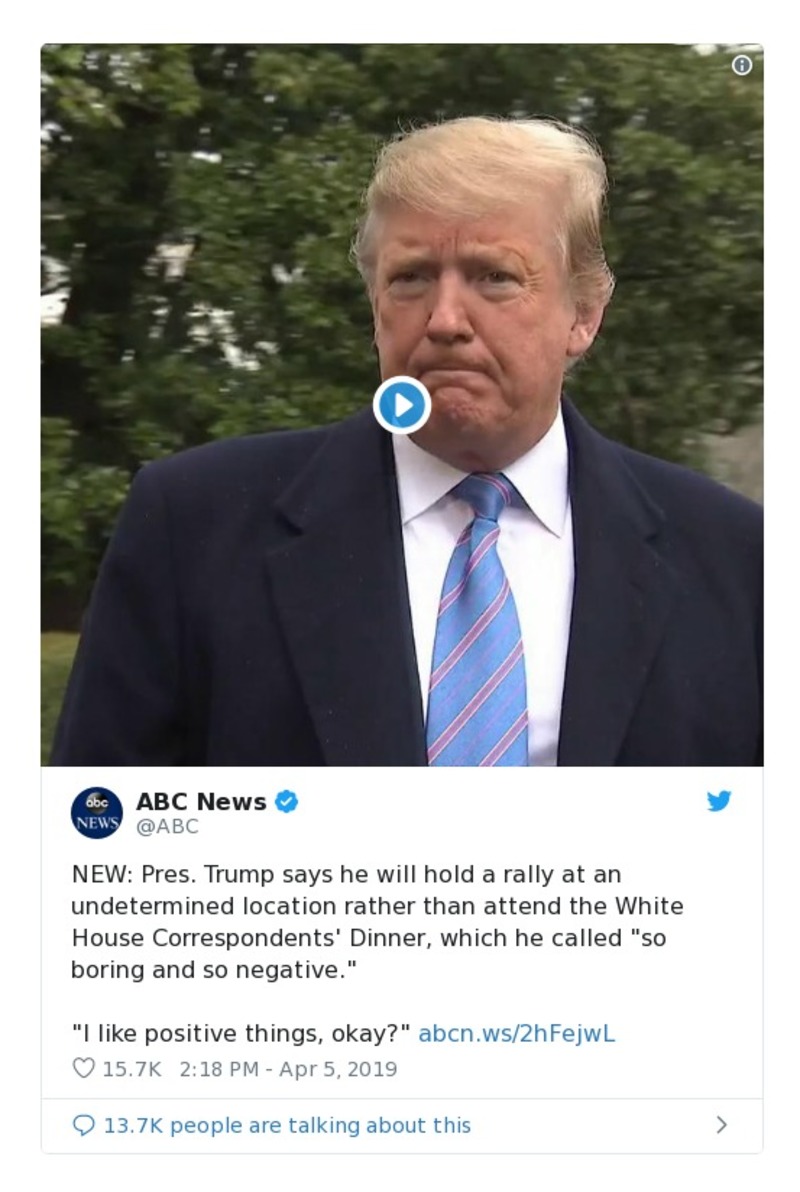 abc
NEWS
ABC News
@ABC
NEW: Pres. Trump says he will hold a rally at an
undetermined location rather than attend the White
House Correspondents' Dinner, which he called "so
boring and so negative."
"I like positive things, okay?" abcn.ws/2hFejwL
15.7K 2:18 PM - Apr 5, 2019
13.7K people are talking about this